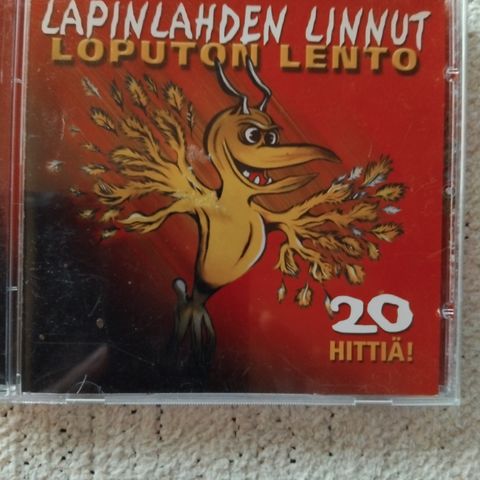 LAPINLAHDEN LINNUT
LOPUTON LENTO
20
HITTIÄ!